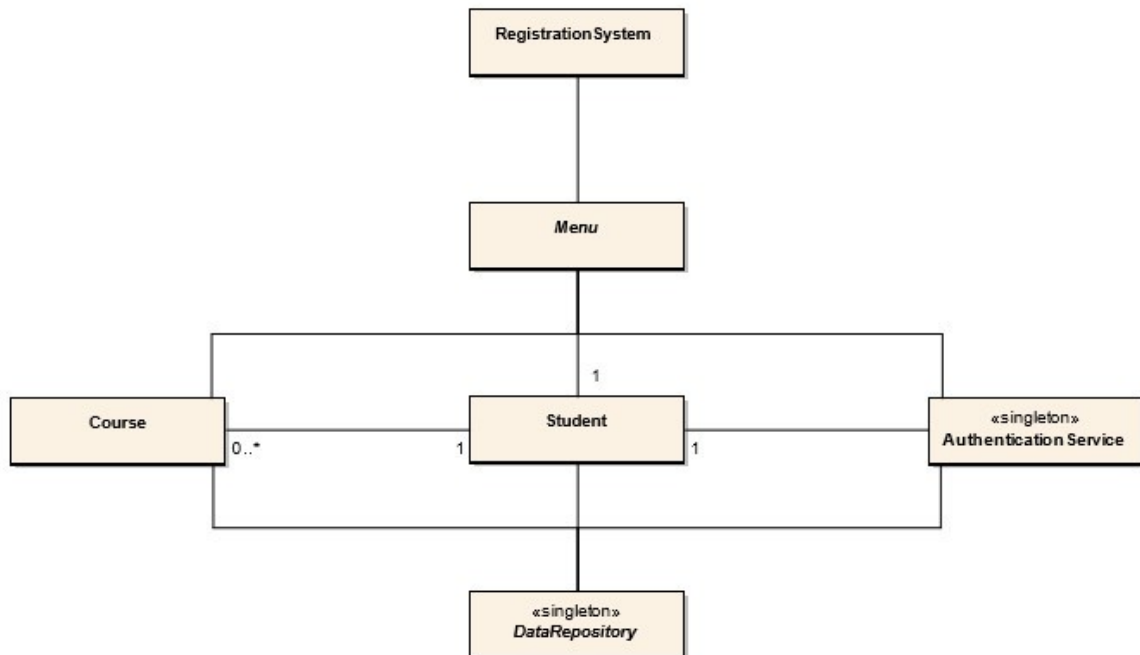 RegistrationSystem
Menu
1
Course
0..*
1
Student
1
«singleton»
Authentication Service
«singleton»
DataRepository